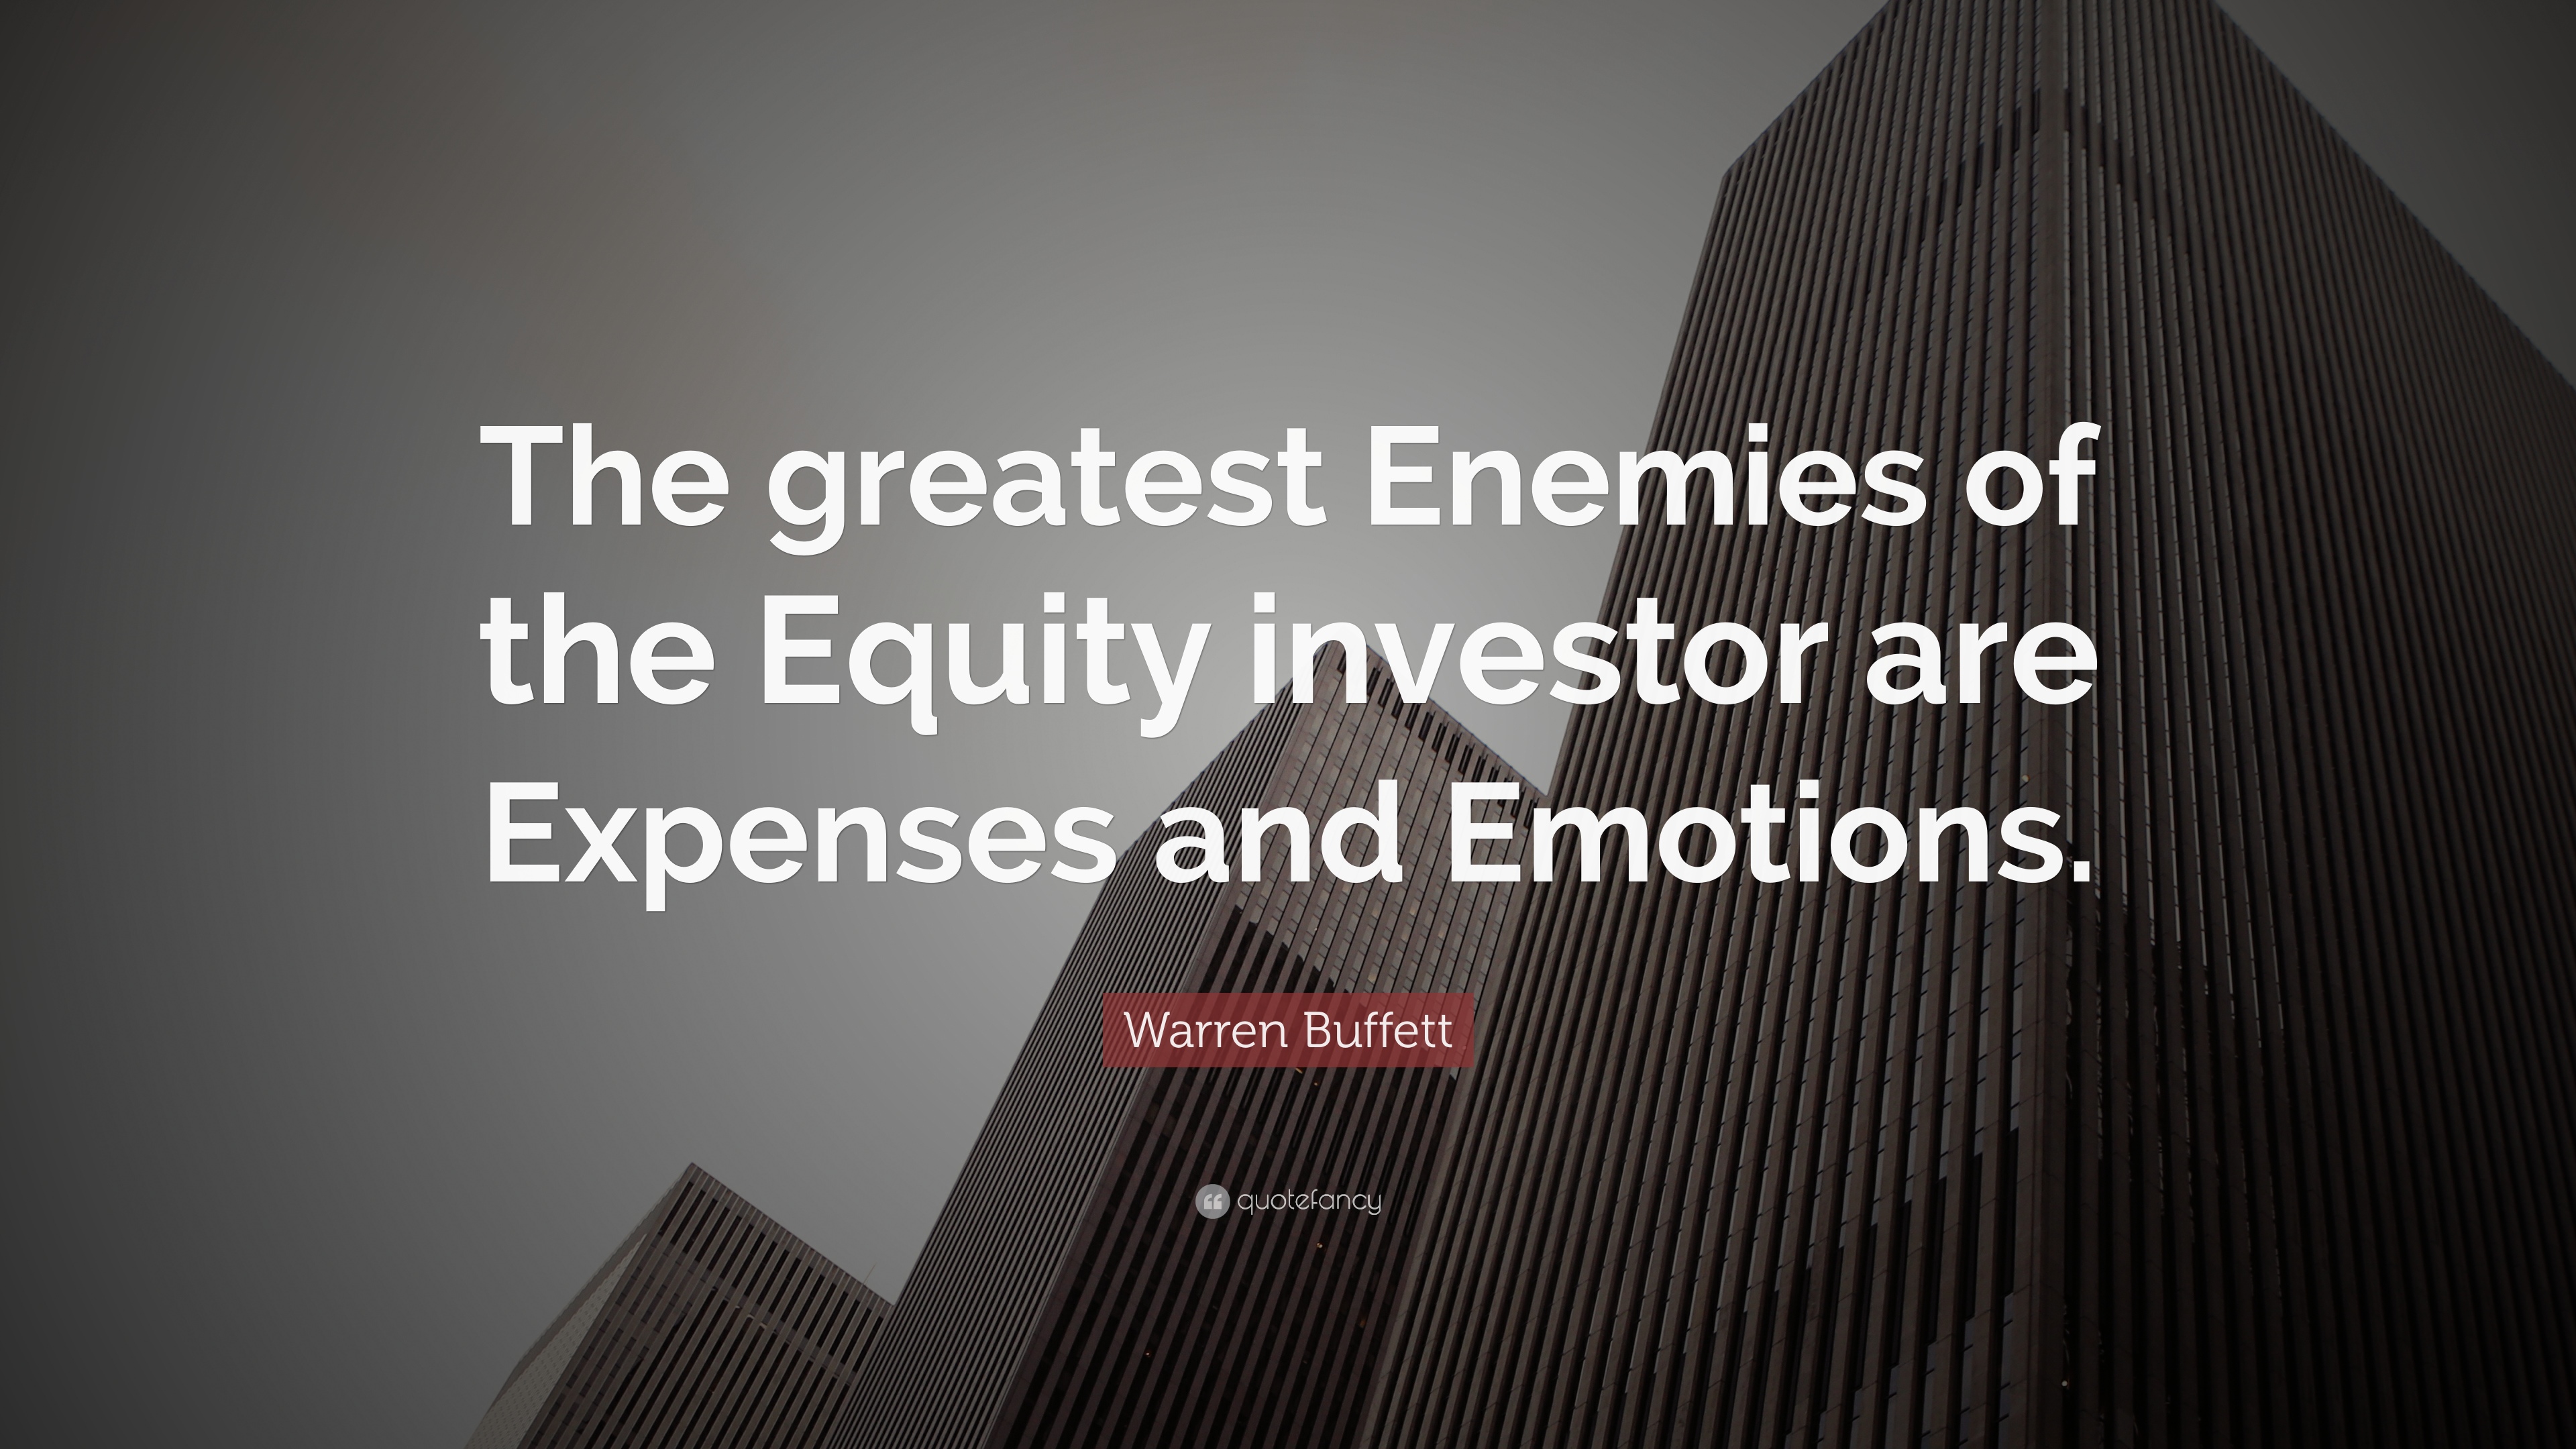 The greatest Enemies of
the Equity investor are
Expenses and Emotions.
Warren Buffett
quotefancy